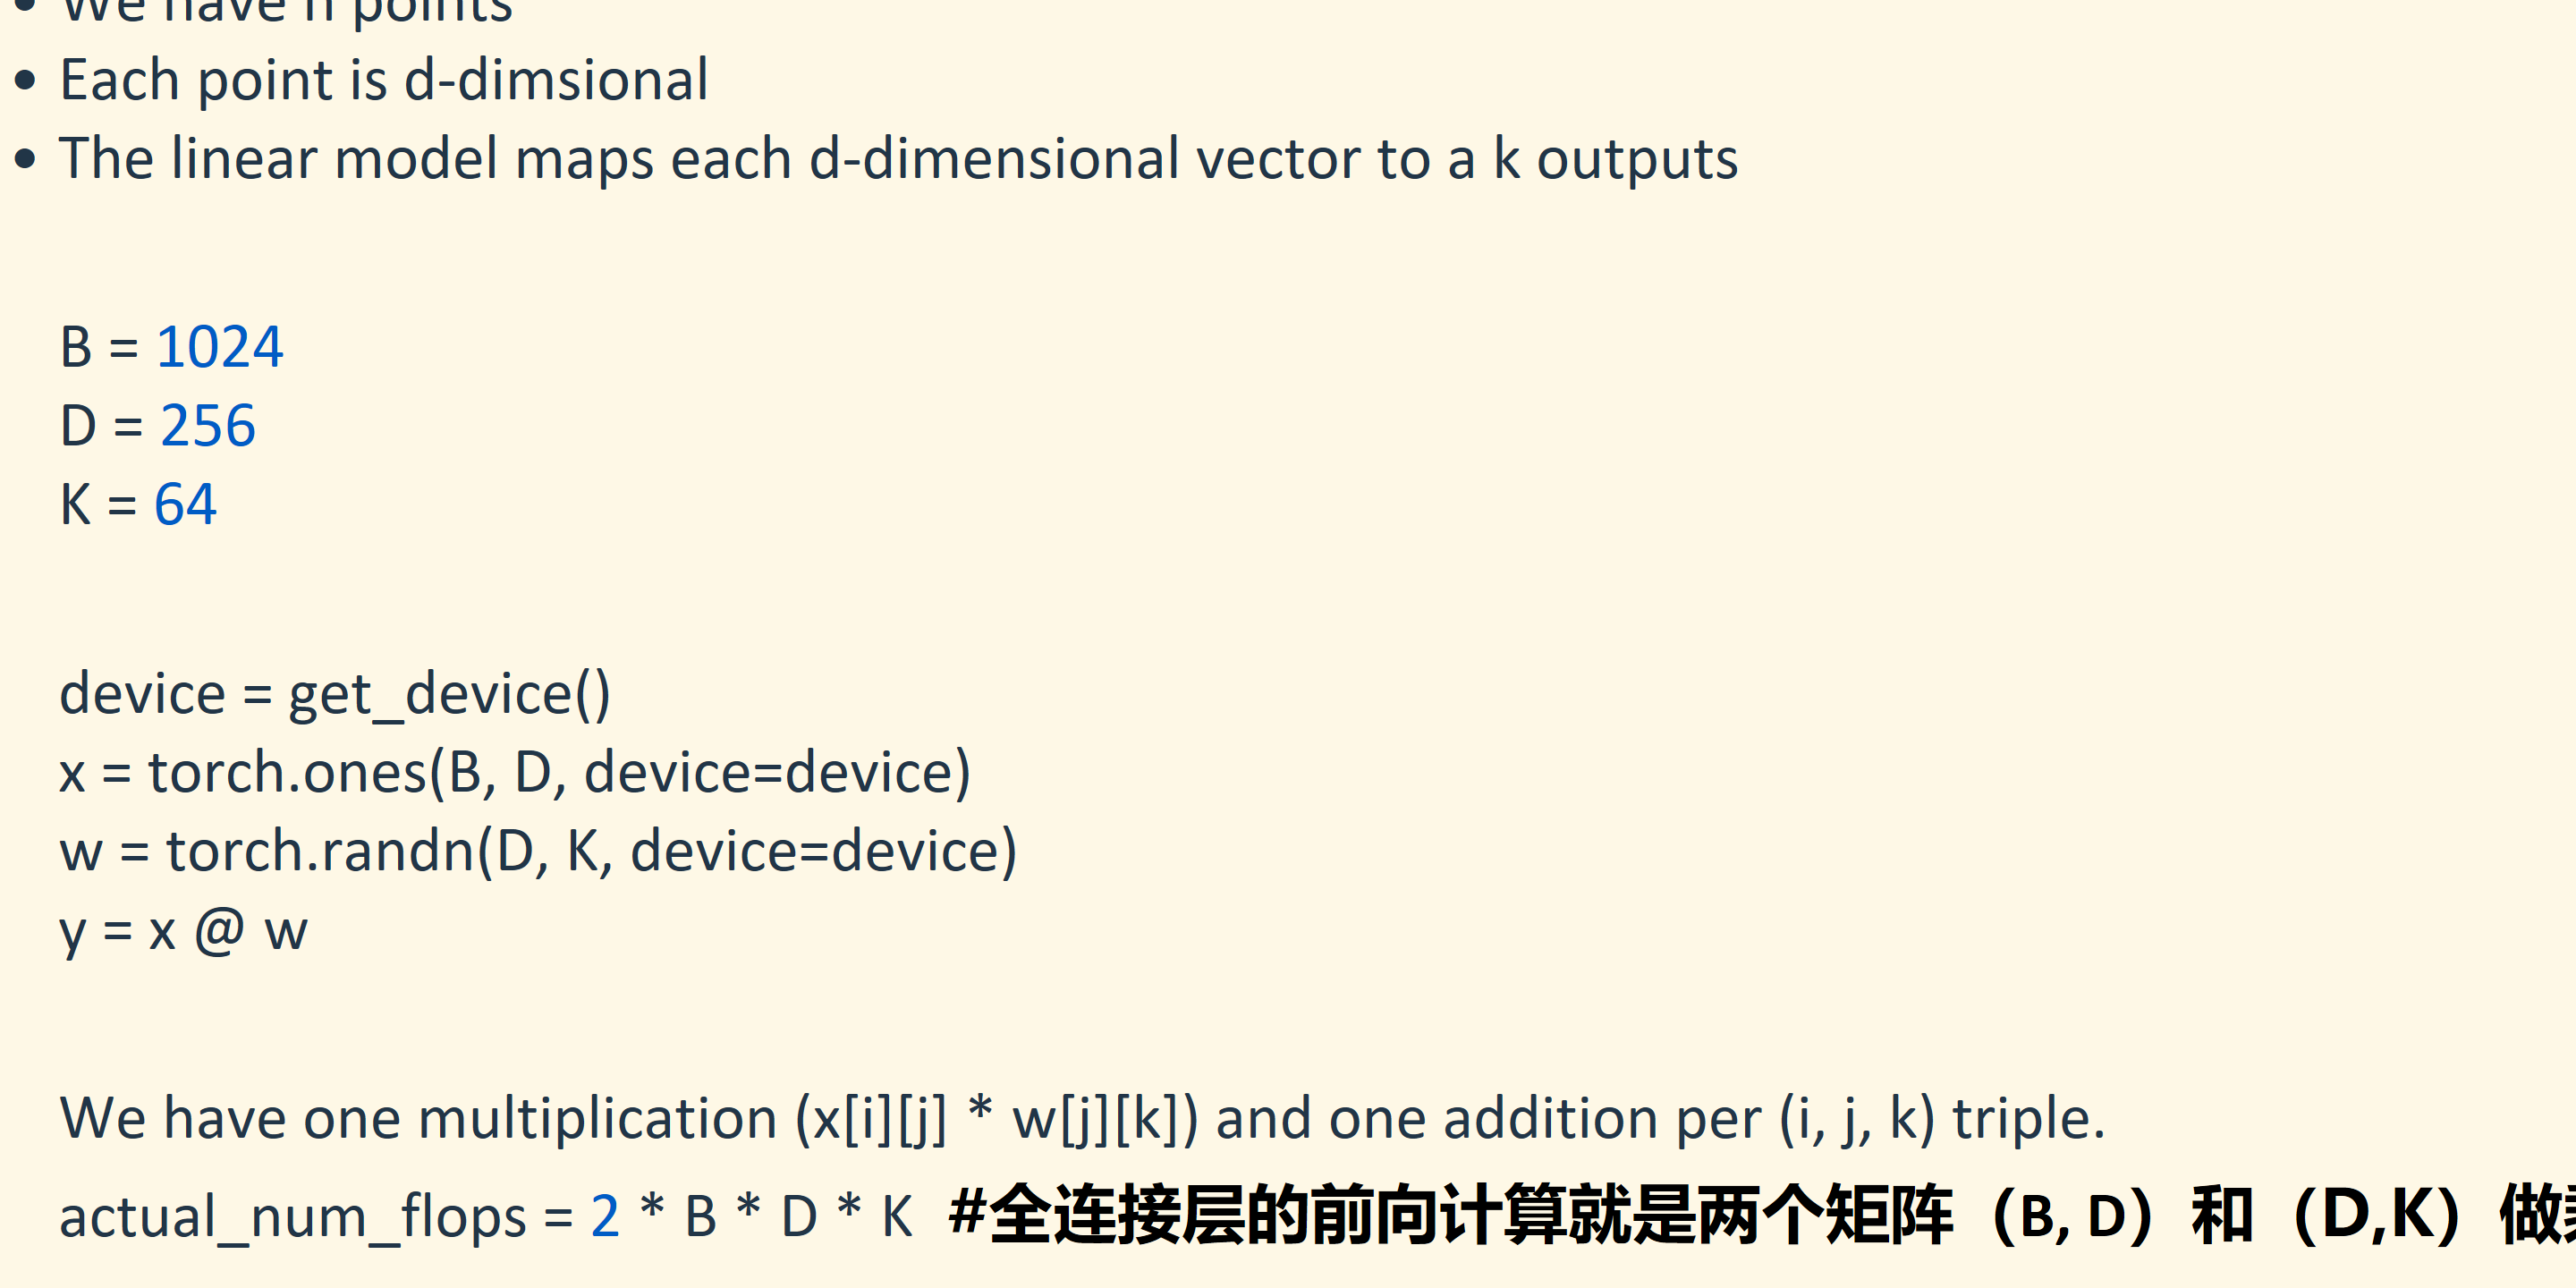 • We have n points
• Each point is d-dimsional
• The linear model maps each d-dimensional vector to a k outputs
B = 1024
D = 256
K = 64
device = get_device()
x = torch.ones(B, D, device=device)
w = torch.randn(D, K, device=device)
y = x @ w
We have one multiplication (x[i][j] * w[j][k]) and one addition per (i, j, k) triple.
actual_num_flops = 2 * B * D * K #全连接层的前向计算就是两个矩阵（B, D）和（D,K）做